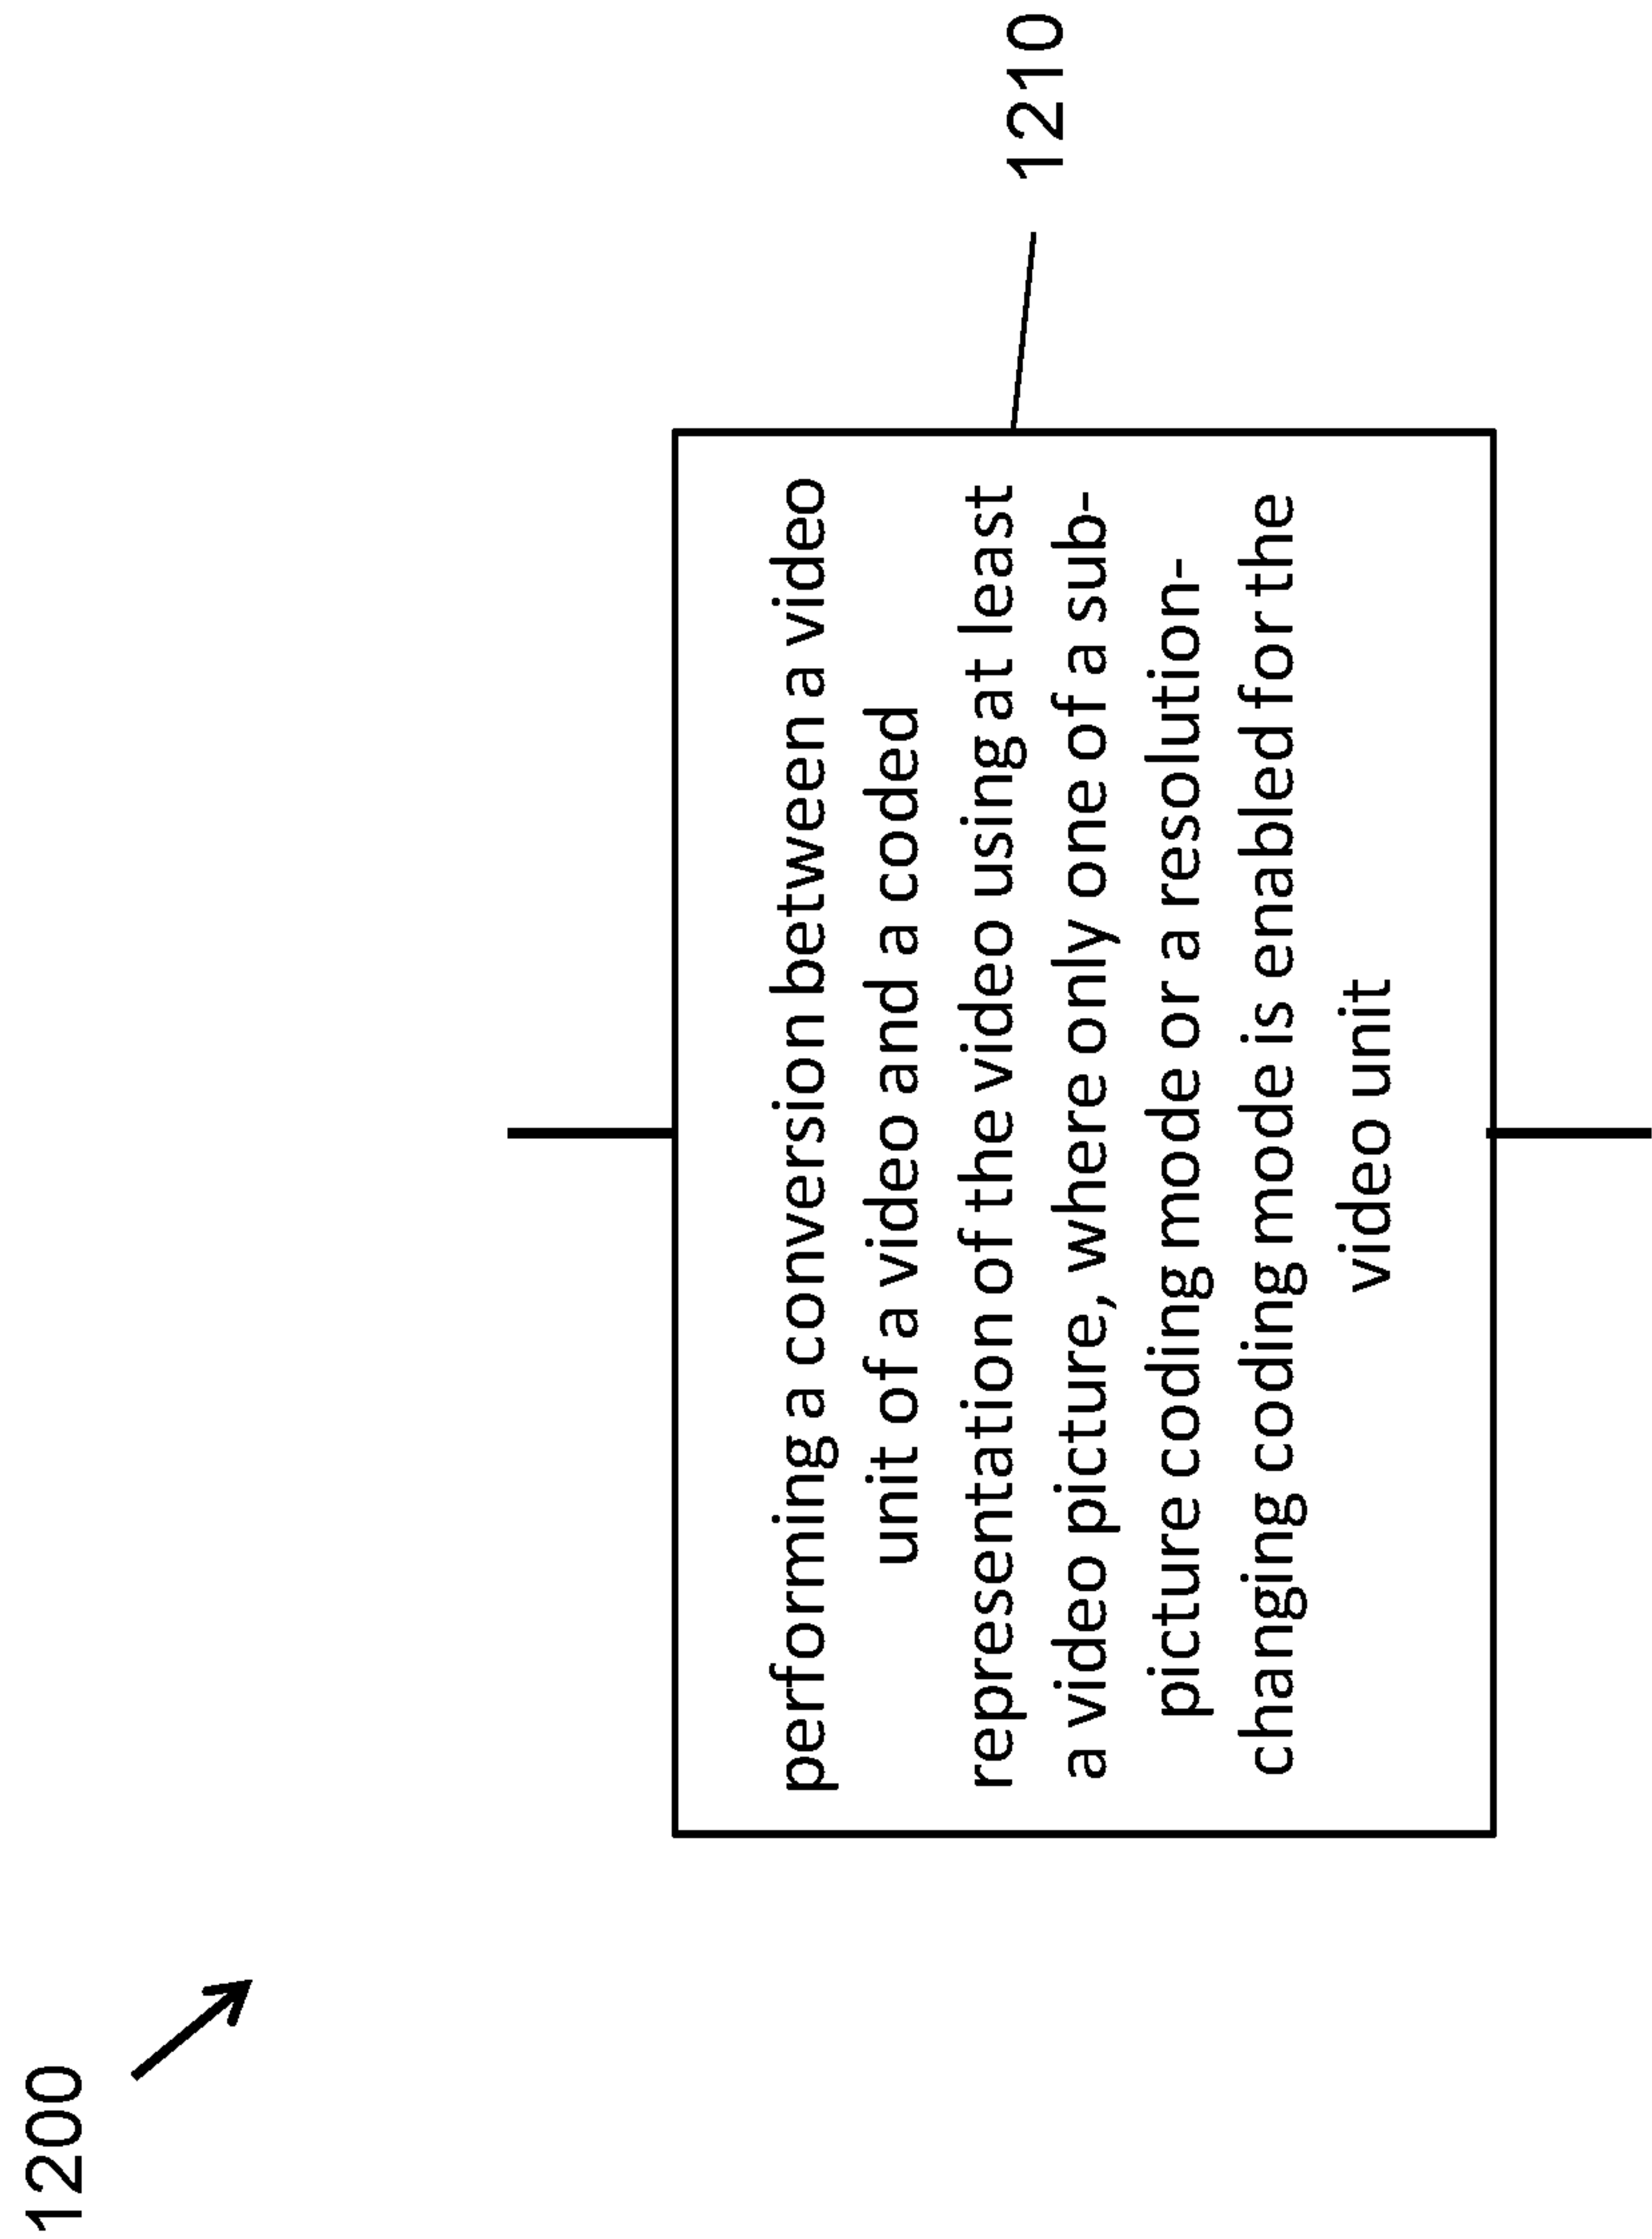 1200
performing a conversion between a video
unit of a video and a coded
representation of the video using at least
a video picture, where only one of a sub-
picture coding mode or a resolution-
changing coding mode is enabled for the
video unit
1210